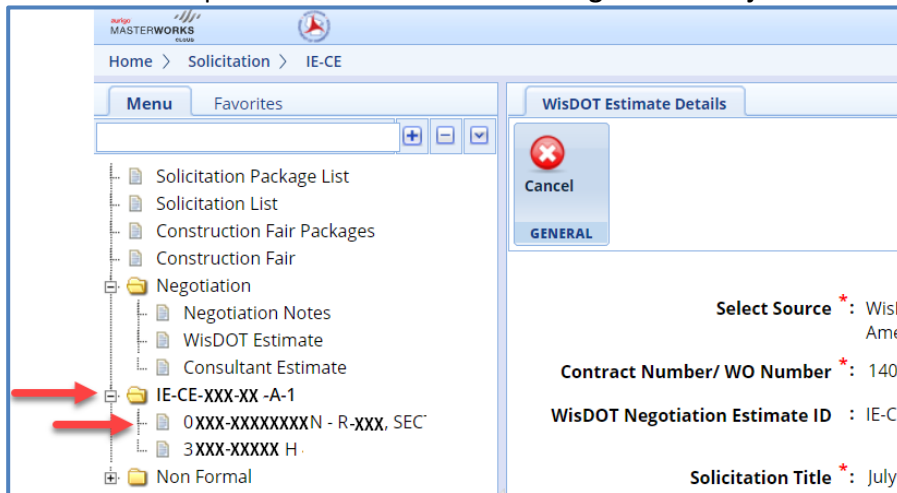 aurigo
MASTERWORKS
CLOUD
Home > Solicitation > IE-CE
Menu Favorites
WisDOT Estimate Details
Cancel
GENERAL
Solicitation Package List
Solicitation List
Construction Fair Packages
Construction Fair
Negotiation
Negotiation Notes
WisDOT Estimate
Consultant Estimate
IE-CE-XXX-XX -A-1
0XXX-XXXXXXXXN - R-XXX, SEC
3XXX-XXXXX H
Non Formal
Select Source *:
Contract Number/ WO Number *: 140
WisDOT Negotiation Estimate ID : IE-C
Solicitation Title *: July